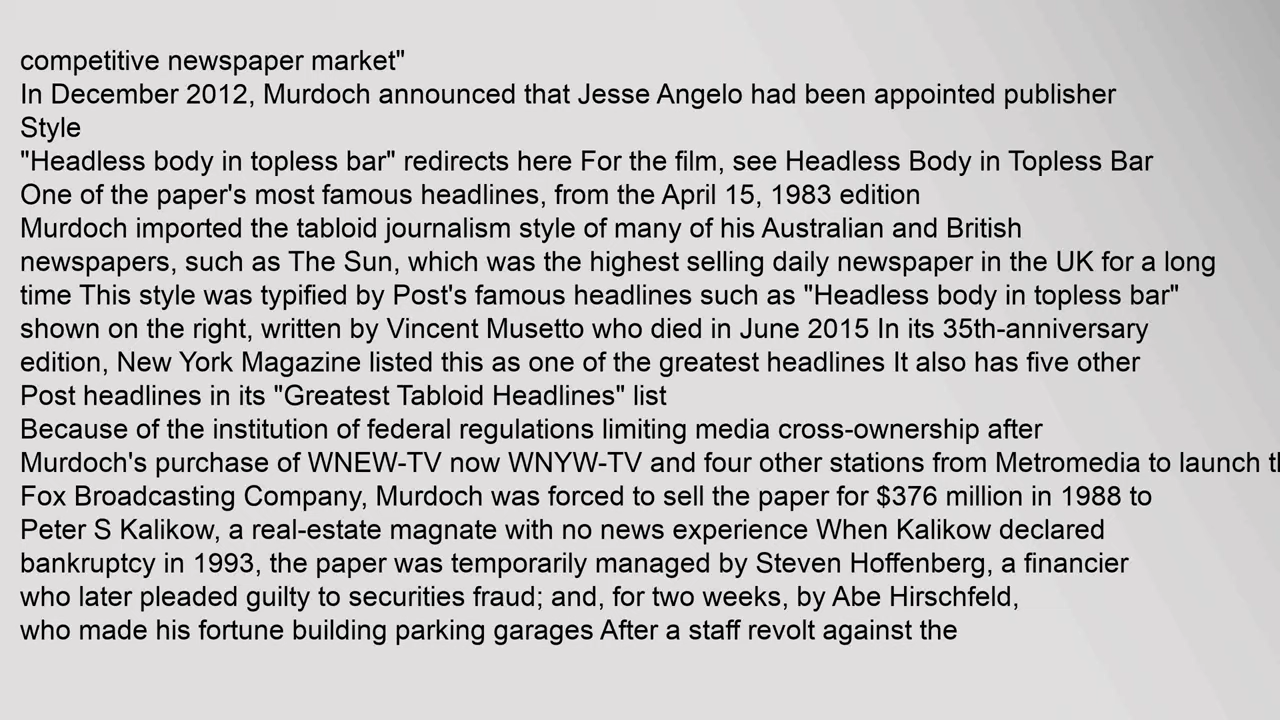 competitive newspaper market"
In December 2012, Murdoch announced that Jesse Angelo had been appointed publisher
Style
"Headless body in topless bar" redirects here For the film, see Headless Body in Topless Bar
One of the paper's most famous headlines, from the April 15, 1983 edition
Murdoch imported the tabloid journalism style of many of his Australian and British
newspapers, such as The Sun, which was the highest selling daily newspaper in the UK for a long
time This style was typified by Post's famous headlines such as "Headless body in topless bar"
shown on the right, written by Vincent Musetto who died in June 2015 In its 35th-anniversary
edition, New York Magazine listed this as one of the greatest headlines It also has five other
Post headlines in its "Greatest Tabloid Headlines" list
Because of the institution of federal regulations limiting media cross-ownership after
Murdoch's purchase of WNEW-TV now WNYW-TV and four other stations from Metromedia to launch
Fox Broadcasting Company, Murdoch was forced to sell the paper for $376 million in 1988 to
Peter S Kalikow, a real-estate magnate with no news experience When Kalikow declared
bankruptcy in 1993, the paper was temporarily managed by Steven Hoffenberg, a financier
who later pleaded guilty to securities fraud; and, for two weeks, by Abe Hirschfeld,
who made his fortune building parking garages After a staff revolt against the